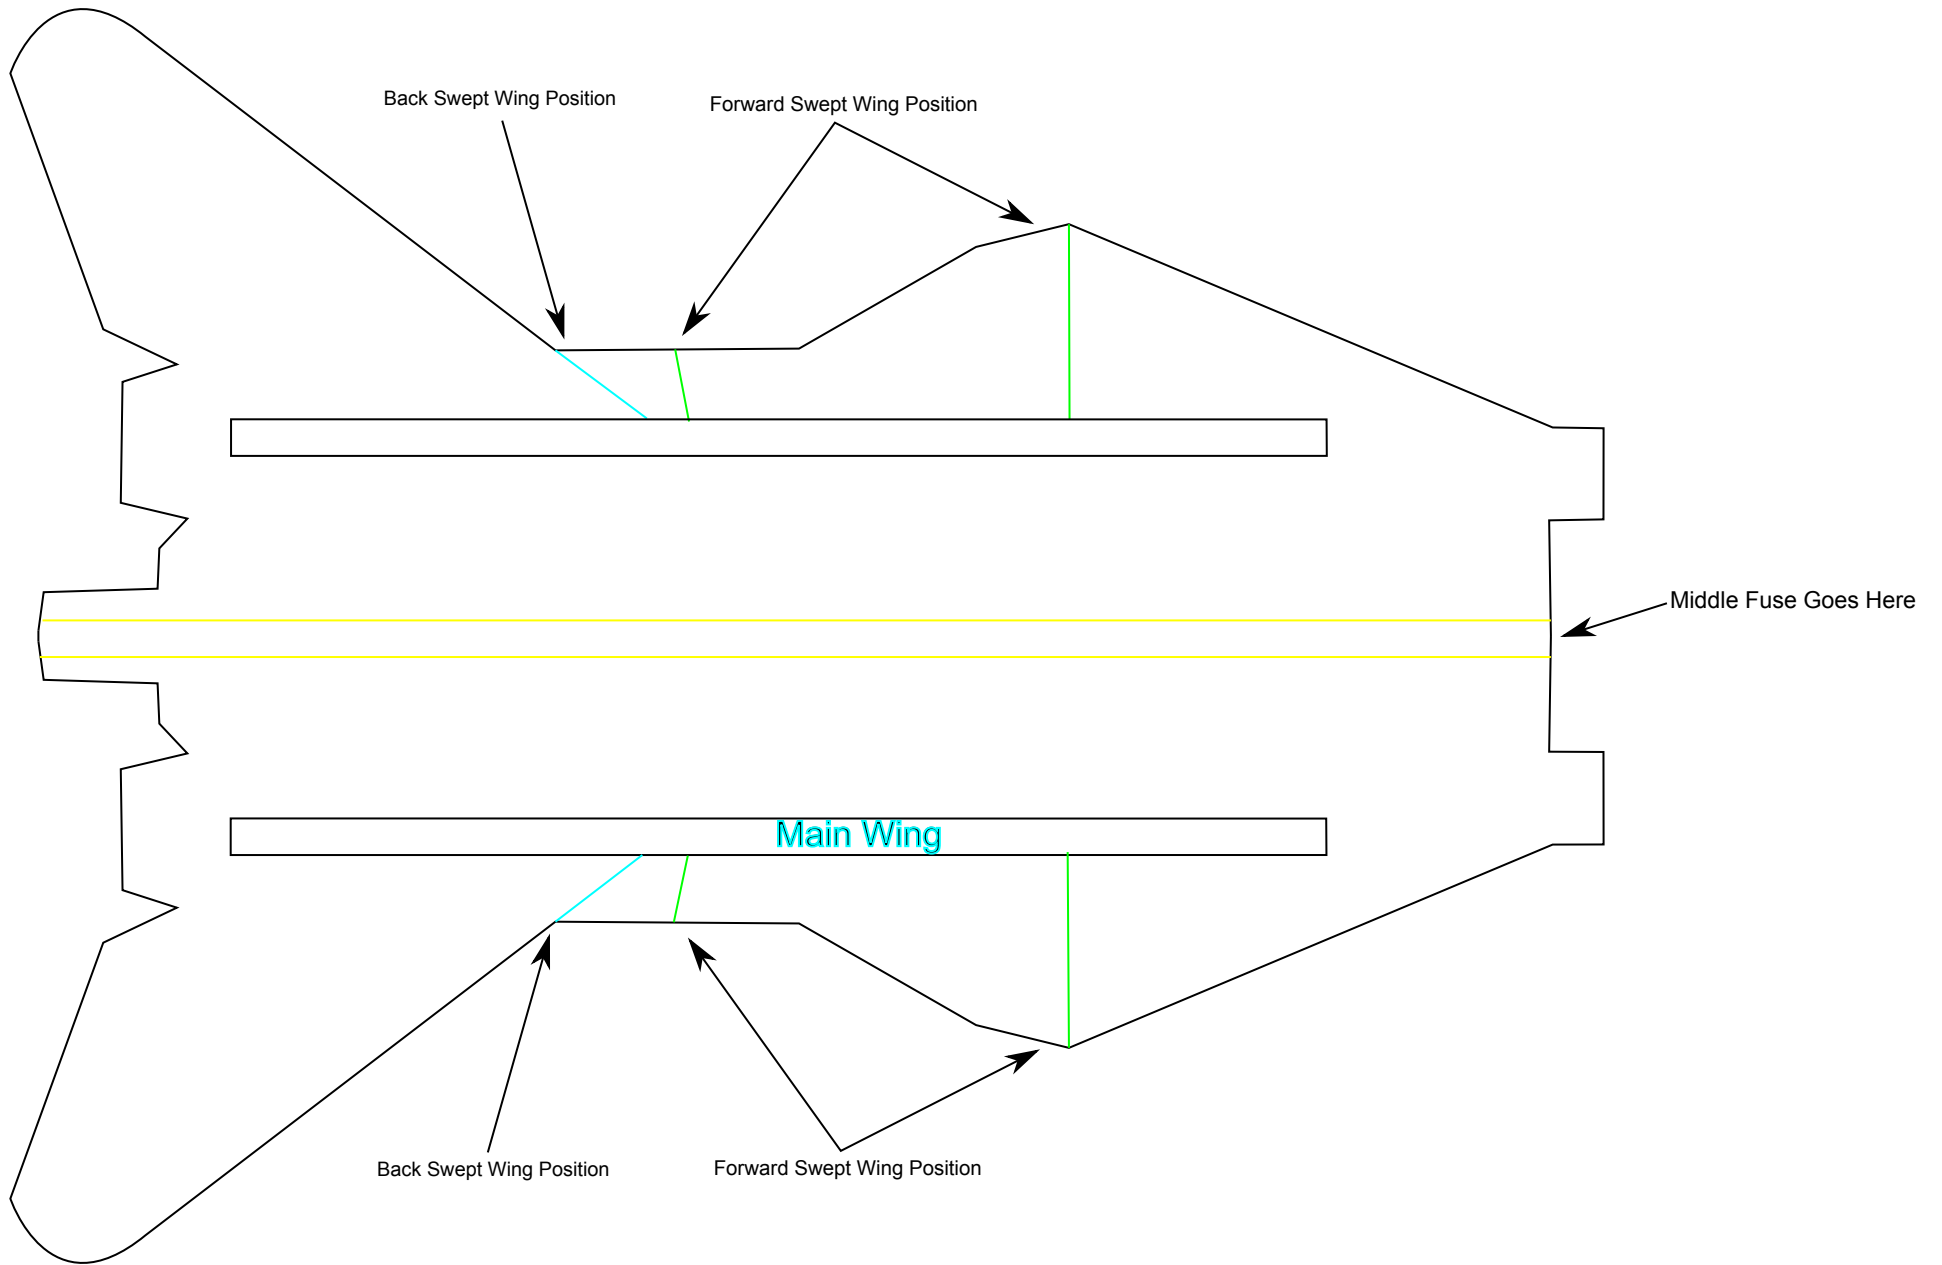 Back Swept Wing Position
Forward Swept Wing Position
Middle Fuse Goes Here
Main Wing
Back Swept Wing Position
Forward Swept Wing Position